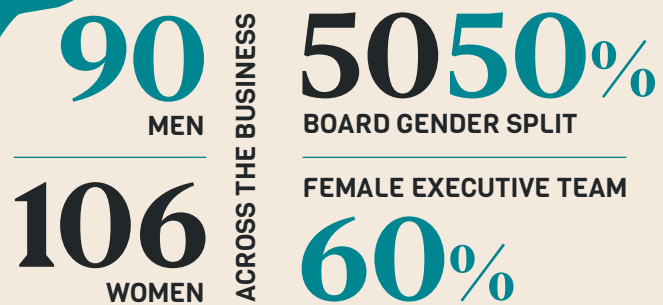 90
MEN
106
WOMEN
ACROSS THE BUSINESS
5050%
BOARD GENDER SPLIT
FEMALE EXECUTIVE TEAM
60%